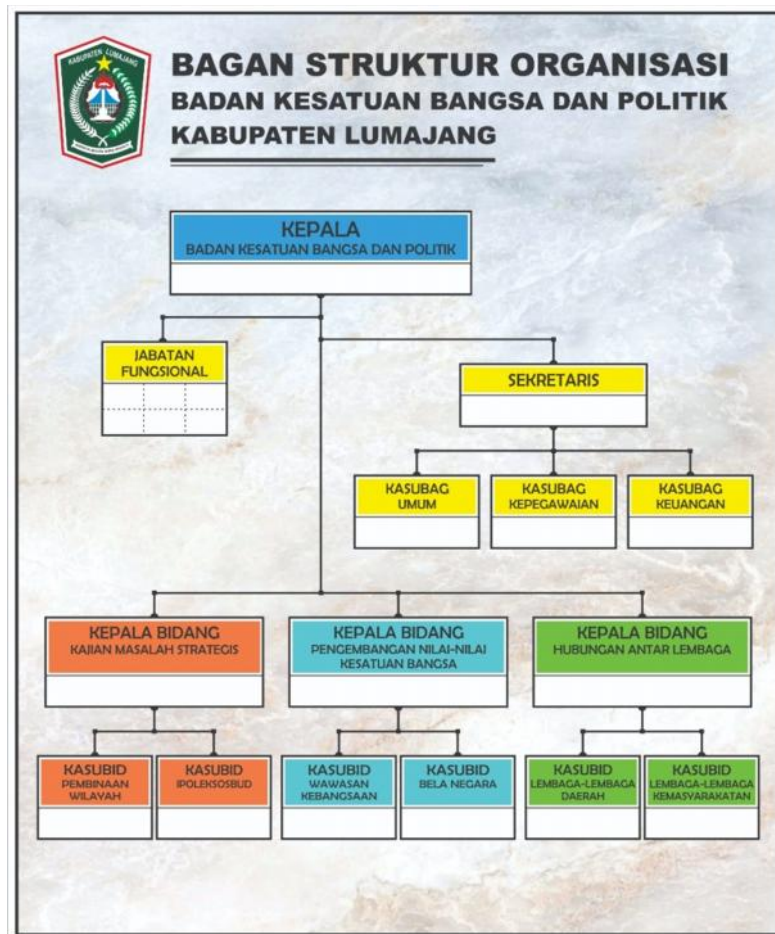 KABUPATEN LUMAJANG
BAGAN STRUKTUR ORGANISASI
BADAN KESATUAN BANGSA DAN POLITIK
KABUPATEN LUMAJANG
KEPALA
BADAN KESATUAN BANGSA DAN POLITIK
JABATAN
FUNGSIONAL
SEKRETARIS
KASUBAG
UMUM
KASUBAG
KEPEGAWAIAN
KASUBAG
KEUANGAN
KEPALA BIDANG
KAJIAN MASALAH STRATEGIS
KEPALA BIDANG
PENGEMBANGAN NILAI-NILAI
KESATUAN BANGSA
KEPALA BIDANG
HUBUNGAN ANTAR LEMBAGA
KASUBID
PEMBINAAN
WILAYAH
KASUBID
IPOLEKSOSBUD
KASUBID
WAWASAN
KEBANGSAAN
KASUBID
BELA NEGARA
KASUBID
LEMBAGA-LEMBAGA
DAERAH
KASUBID
LEMBAGA-LEMBAGA
KEMASYARAKATAN